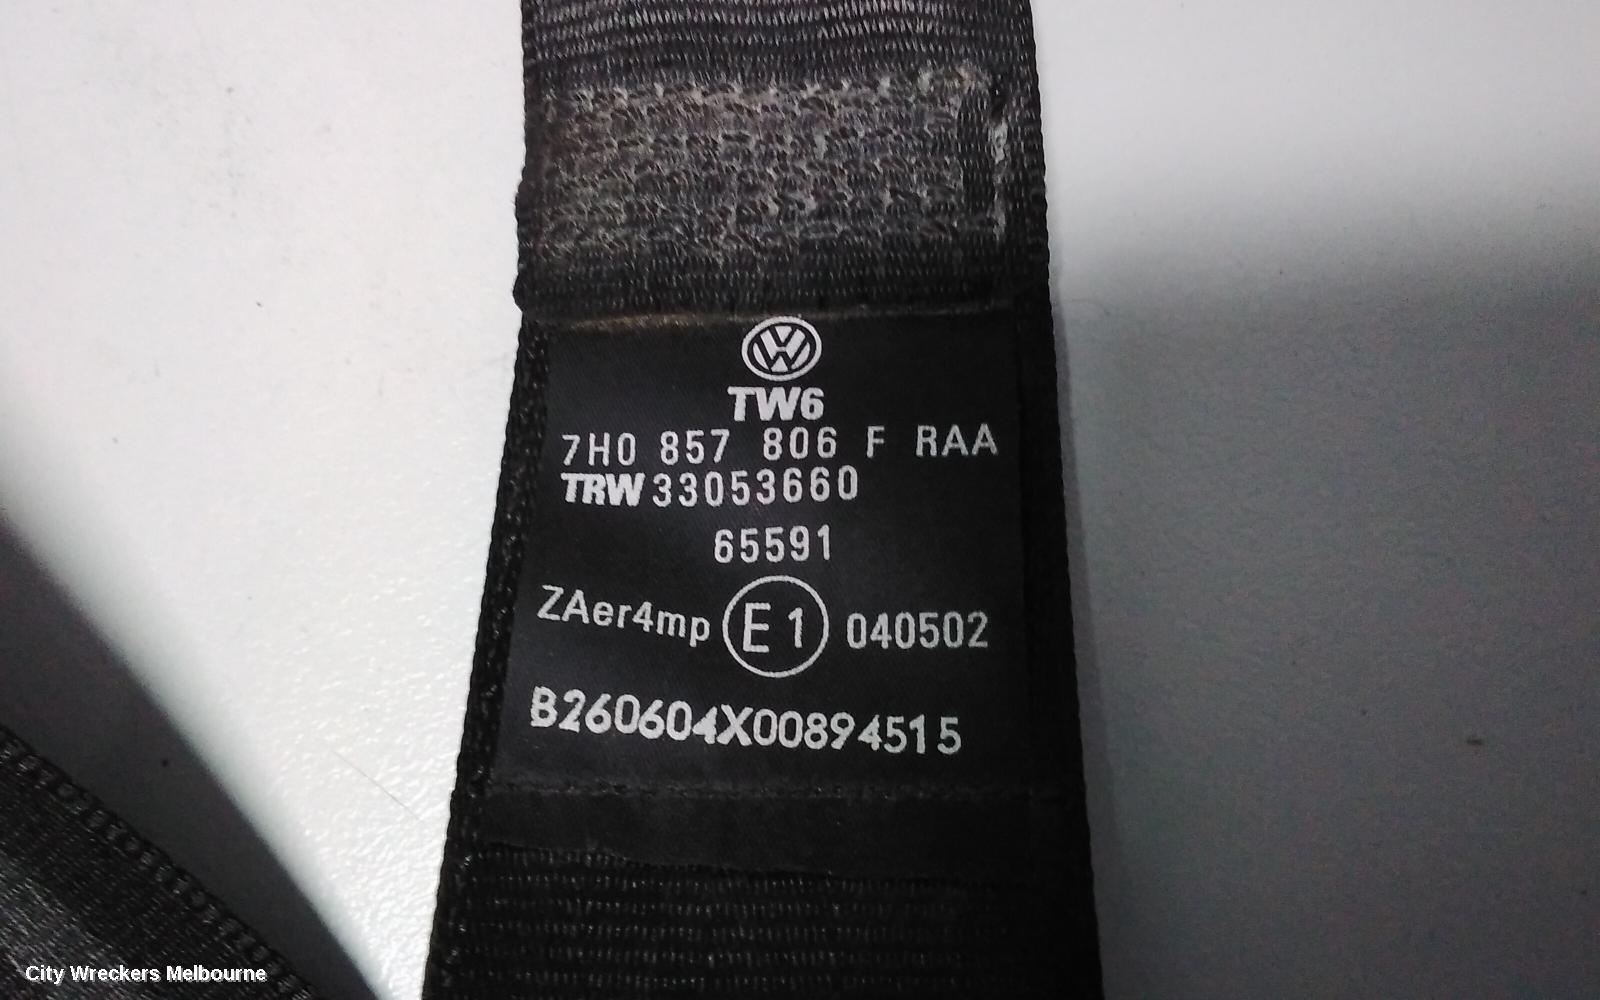 TW6
7H0 857 806 F RAA
TRW 33053660
65591
ZAer4mp E1 040502
B260604X00894515
City Wreckers Melbourne